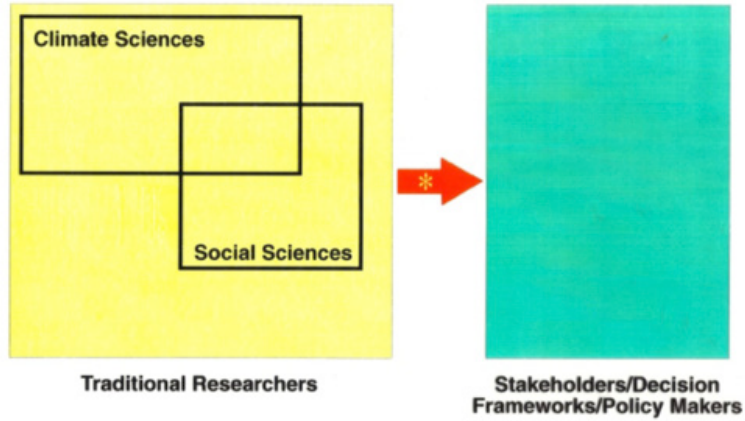 Climate Sciences
*
Social Sciences
Traditional Researchers
Stakeholders/Decision
Frameworks/Policy Makers